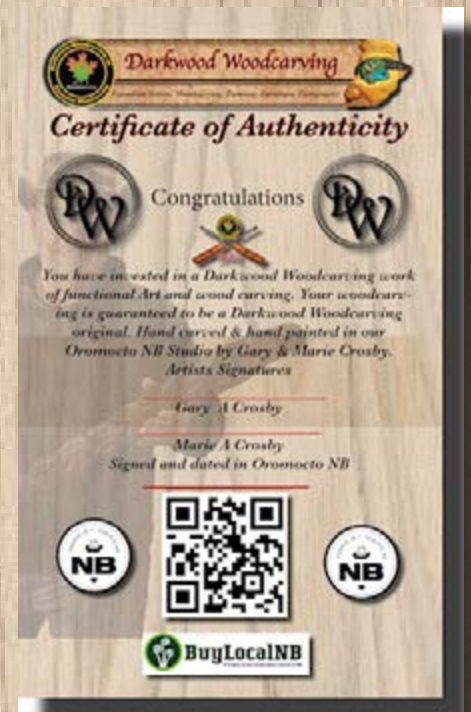 Darkwood Woodcarving
Certificate of Authenticity
DW
Congratulations
DW
You have invested in a Darkwood Woodcarving work
of functional Art and wood carving. Your woodcarv-
ing is guaranteed to be a Darkwood Woodcarving
original. Hand carved & hand painted in our
Oromocto NB Studio by Gary & Marie Crosby.
Artists Signatures
Gary A Crosby
Marie A Crosby
Signed and dated in Oromocto NB
NB
NB
BuyLocalNB